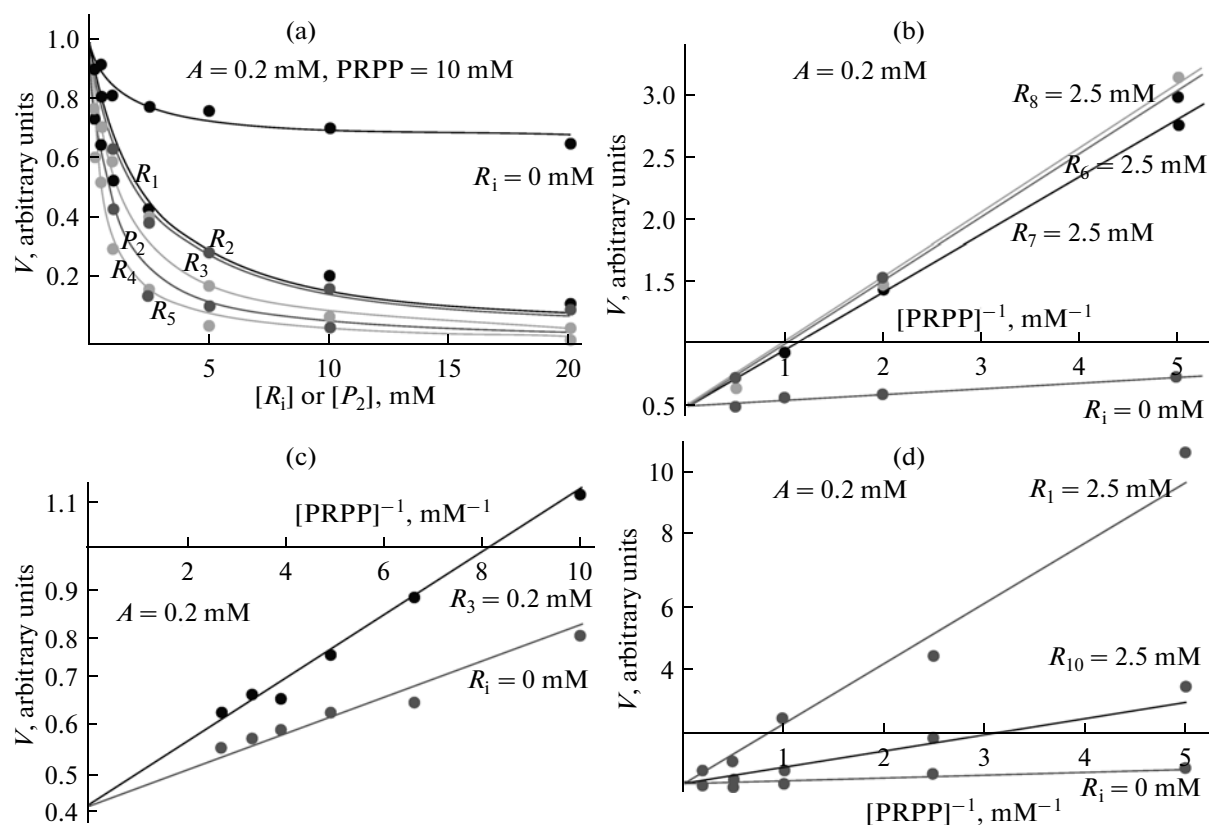 (a)
A = 0.2 mM, PRPP = 10 mM
V, arbitrary units
1.0
0.8
0.6
0.4
0.2
R₁
P₂
R₄
R₅
R₃
R₂
Rᵢ = 0 mM
5
10
15
20
[Rᵢ] or [P₂], mM
(b)
A = 0.2 mM
V, arbitrary units
3.0
2.5
2.0
1.5
0.5
R₈ = 2.5 mM
R₆ = 2.5 mM
R₇ = 2.5 mM
[PRPP]⁻¹, mM⁻¹
1
2
3
4
5
Rᵢ = 0 mM
(c)
[PRPP]⁻¹, mM⁻¹
V, arbitrary units
1.1
0.9
0.8
0.7
0.6
0.5
0.4
2
4
6
8
10
A = 0.2 mM
R₃ = 0.2 mM
Rᵢ = 0 mM
(d)
A = 0.2 mM
V, arbitrary units
10
8
6
4
R₁ = 2.5 mM
R₁₀ = 2.5 mM
1
2
3
4
5
Rᵢ = 0 mM
[PRPP]⁻¹, mM⁻¹